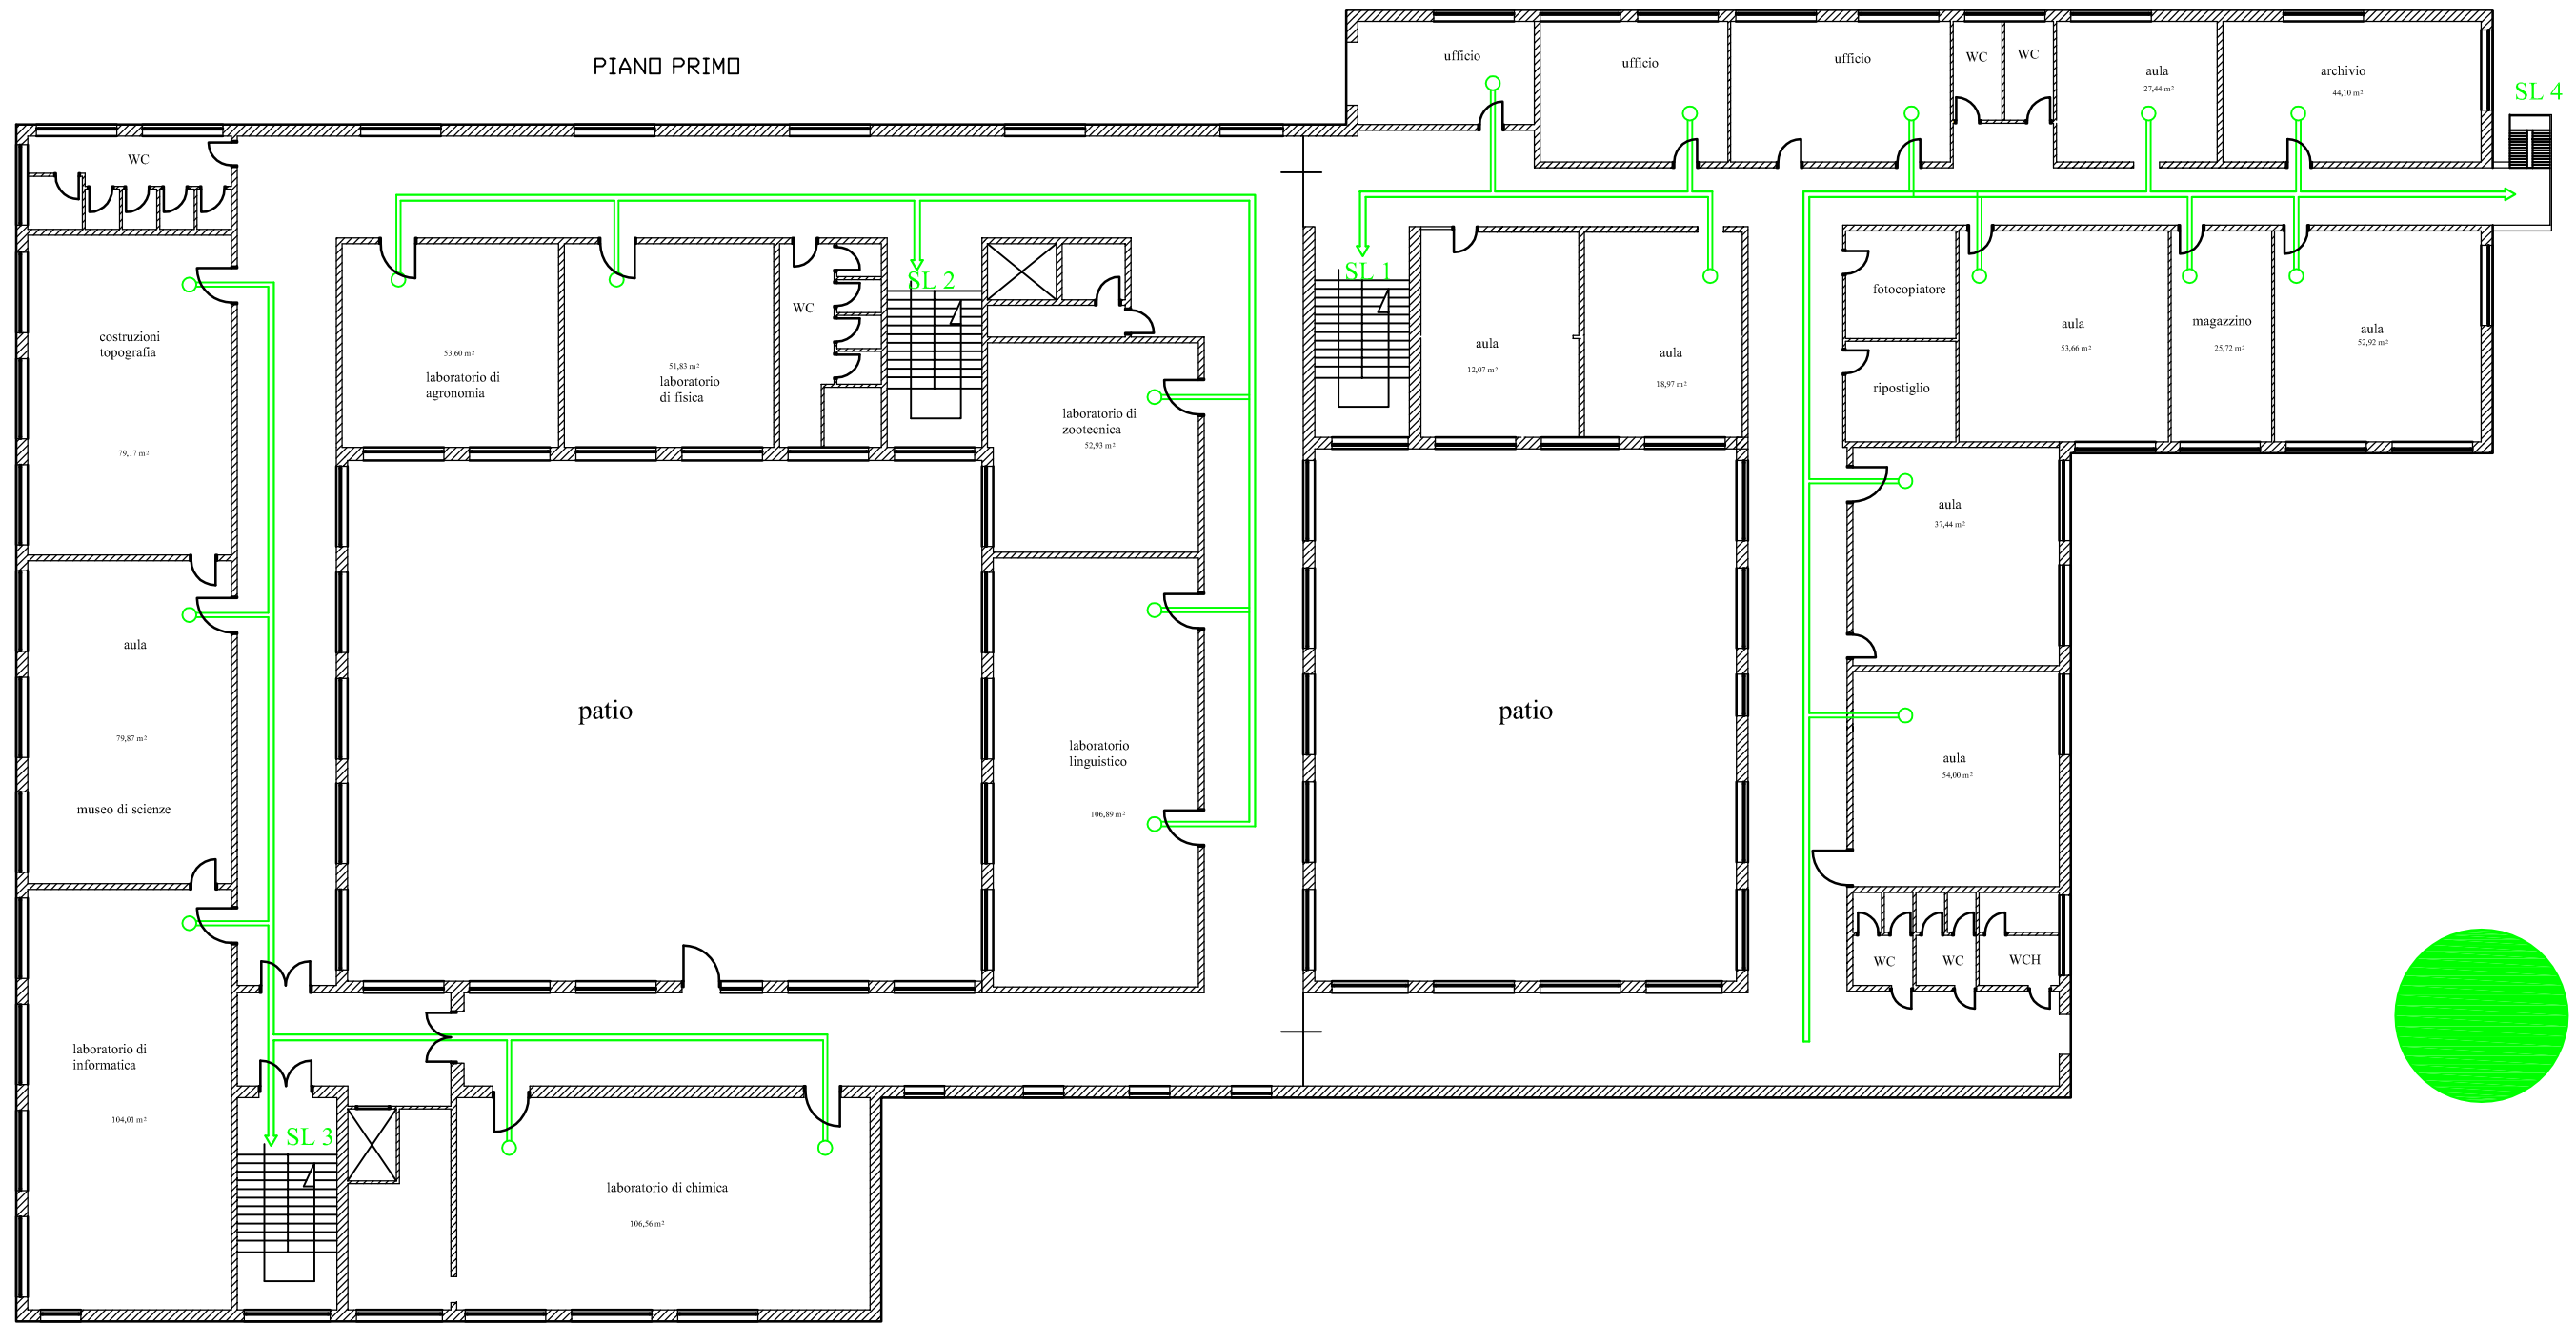 PIANO PRIMO
ufficio
ufficio
ufficio
WC
WC
aula
27,44 m²
archivio
44,10 m²
SL 4
WC
SL 2
SL 1
costruzioni
topografia
79,17 m²
53,60 m²
laboratorio di
agronomia
51,83 m²
laboratorio
di fisica
WC
laboratorio di
zootecnica
52,93 m²
aula
12,07 m²
aula
18,97 m²
fotocopiatore
ripostiglio
aula
53,66 m²
magazzino
25,72 m²
aula
52,92 m²
aula
37,44 m²
aula
79,87 m²
museo di scienze
patio
laboratorio
linguistico
106,89 m²
patio
aula
54,00 m²
WC
WC
WCH
laboratorio di
informatica
104,01 m²
SL 3
laboratorio di chimica
106,56 m²